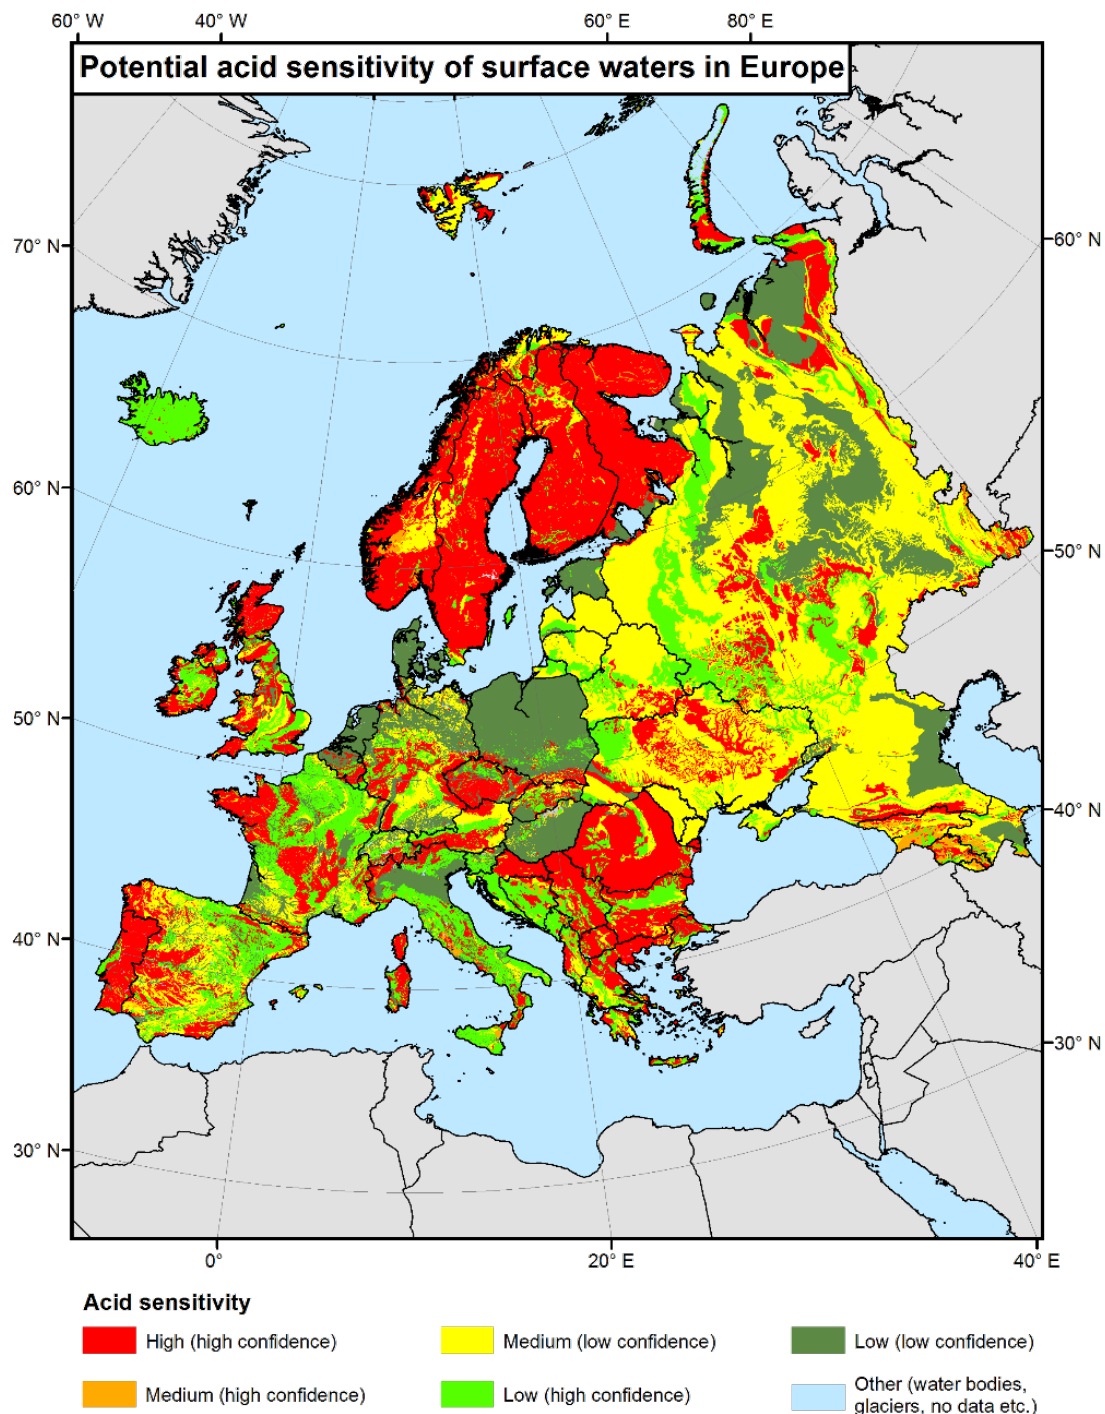 60° W
40° W
60° E
80° E
Potential acid sensitivity of surface waters in Europe
70° N
60° N
60° N
50° N
50° N
40° N
40° N
30° N
30° N
0°
20° E
40° E
Acid sensitivity
High (high confidence)
Medium (low confidence)
Low (low confidence)
Medium (high confidence)
Low (high confidence)
Other (water bodies,
glaciers, no data etc.)